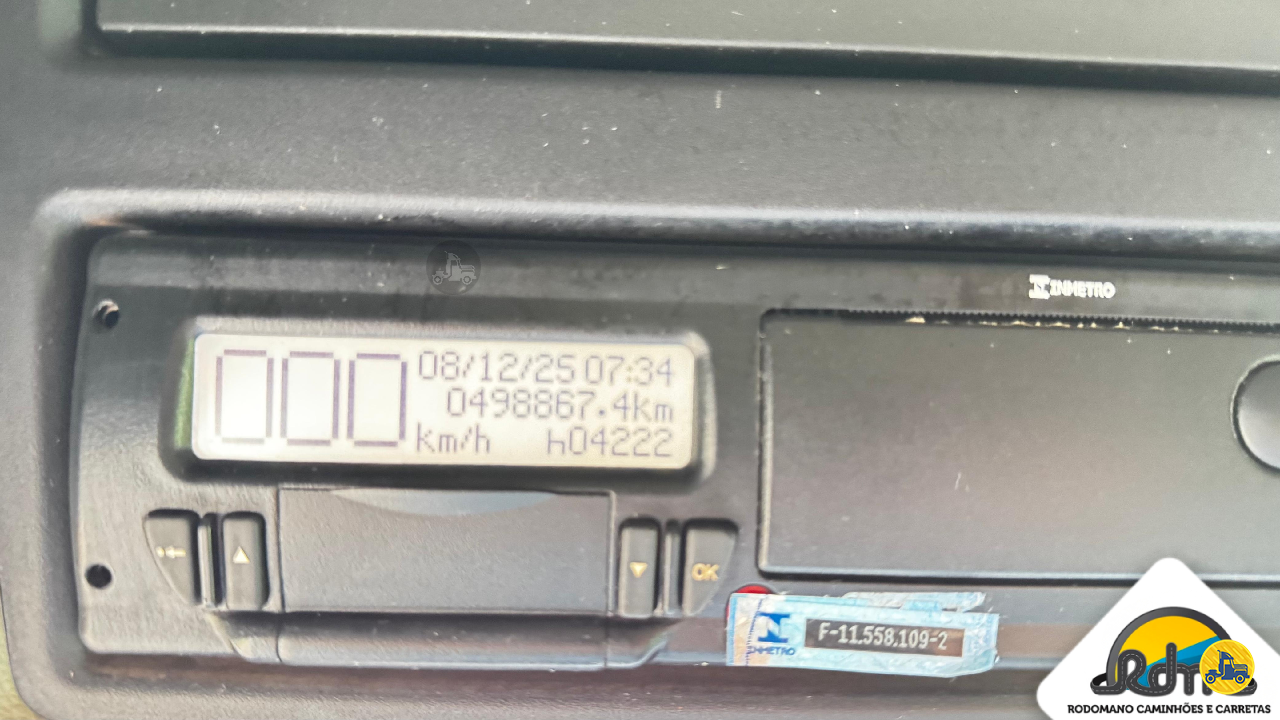 INMETRO
000
08/12/25 07:34
0498867.4km
km/h h04222
OK
INMETRO
F-11.558.109-2
Rdm
RODOMANO CAMINHÕES E CARRETAS